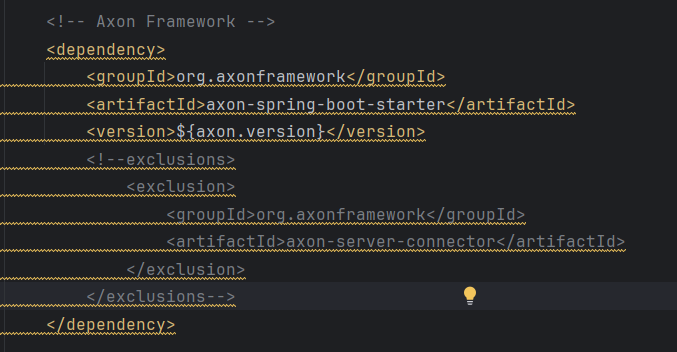 <!-- Axon Framework -->
<dependency>
<groupId>org.axonframework</groupId>
<artifactId>axon-spring-boot-starter</artifactId>
<version>${axon.version}</version>
<!--exclusions>
<exclusion>
<groupId>org.axonframework</groupId>
<artifactId>axon-server-connector</artifactId>
</exclusion>
</exclusions-->
</dependency>